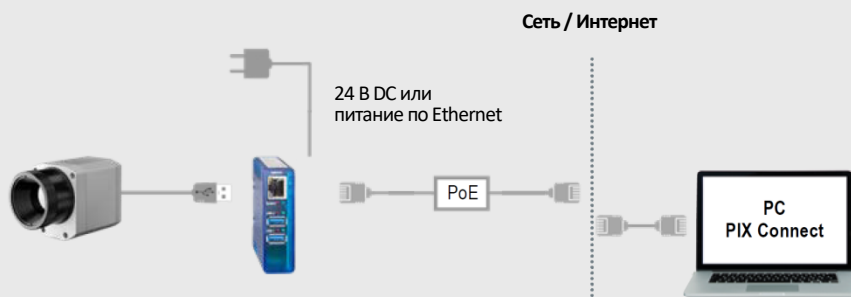 Сеть / Интернет
24 В DC или
питание по Ethernet
PoE
PC
PIX Connect